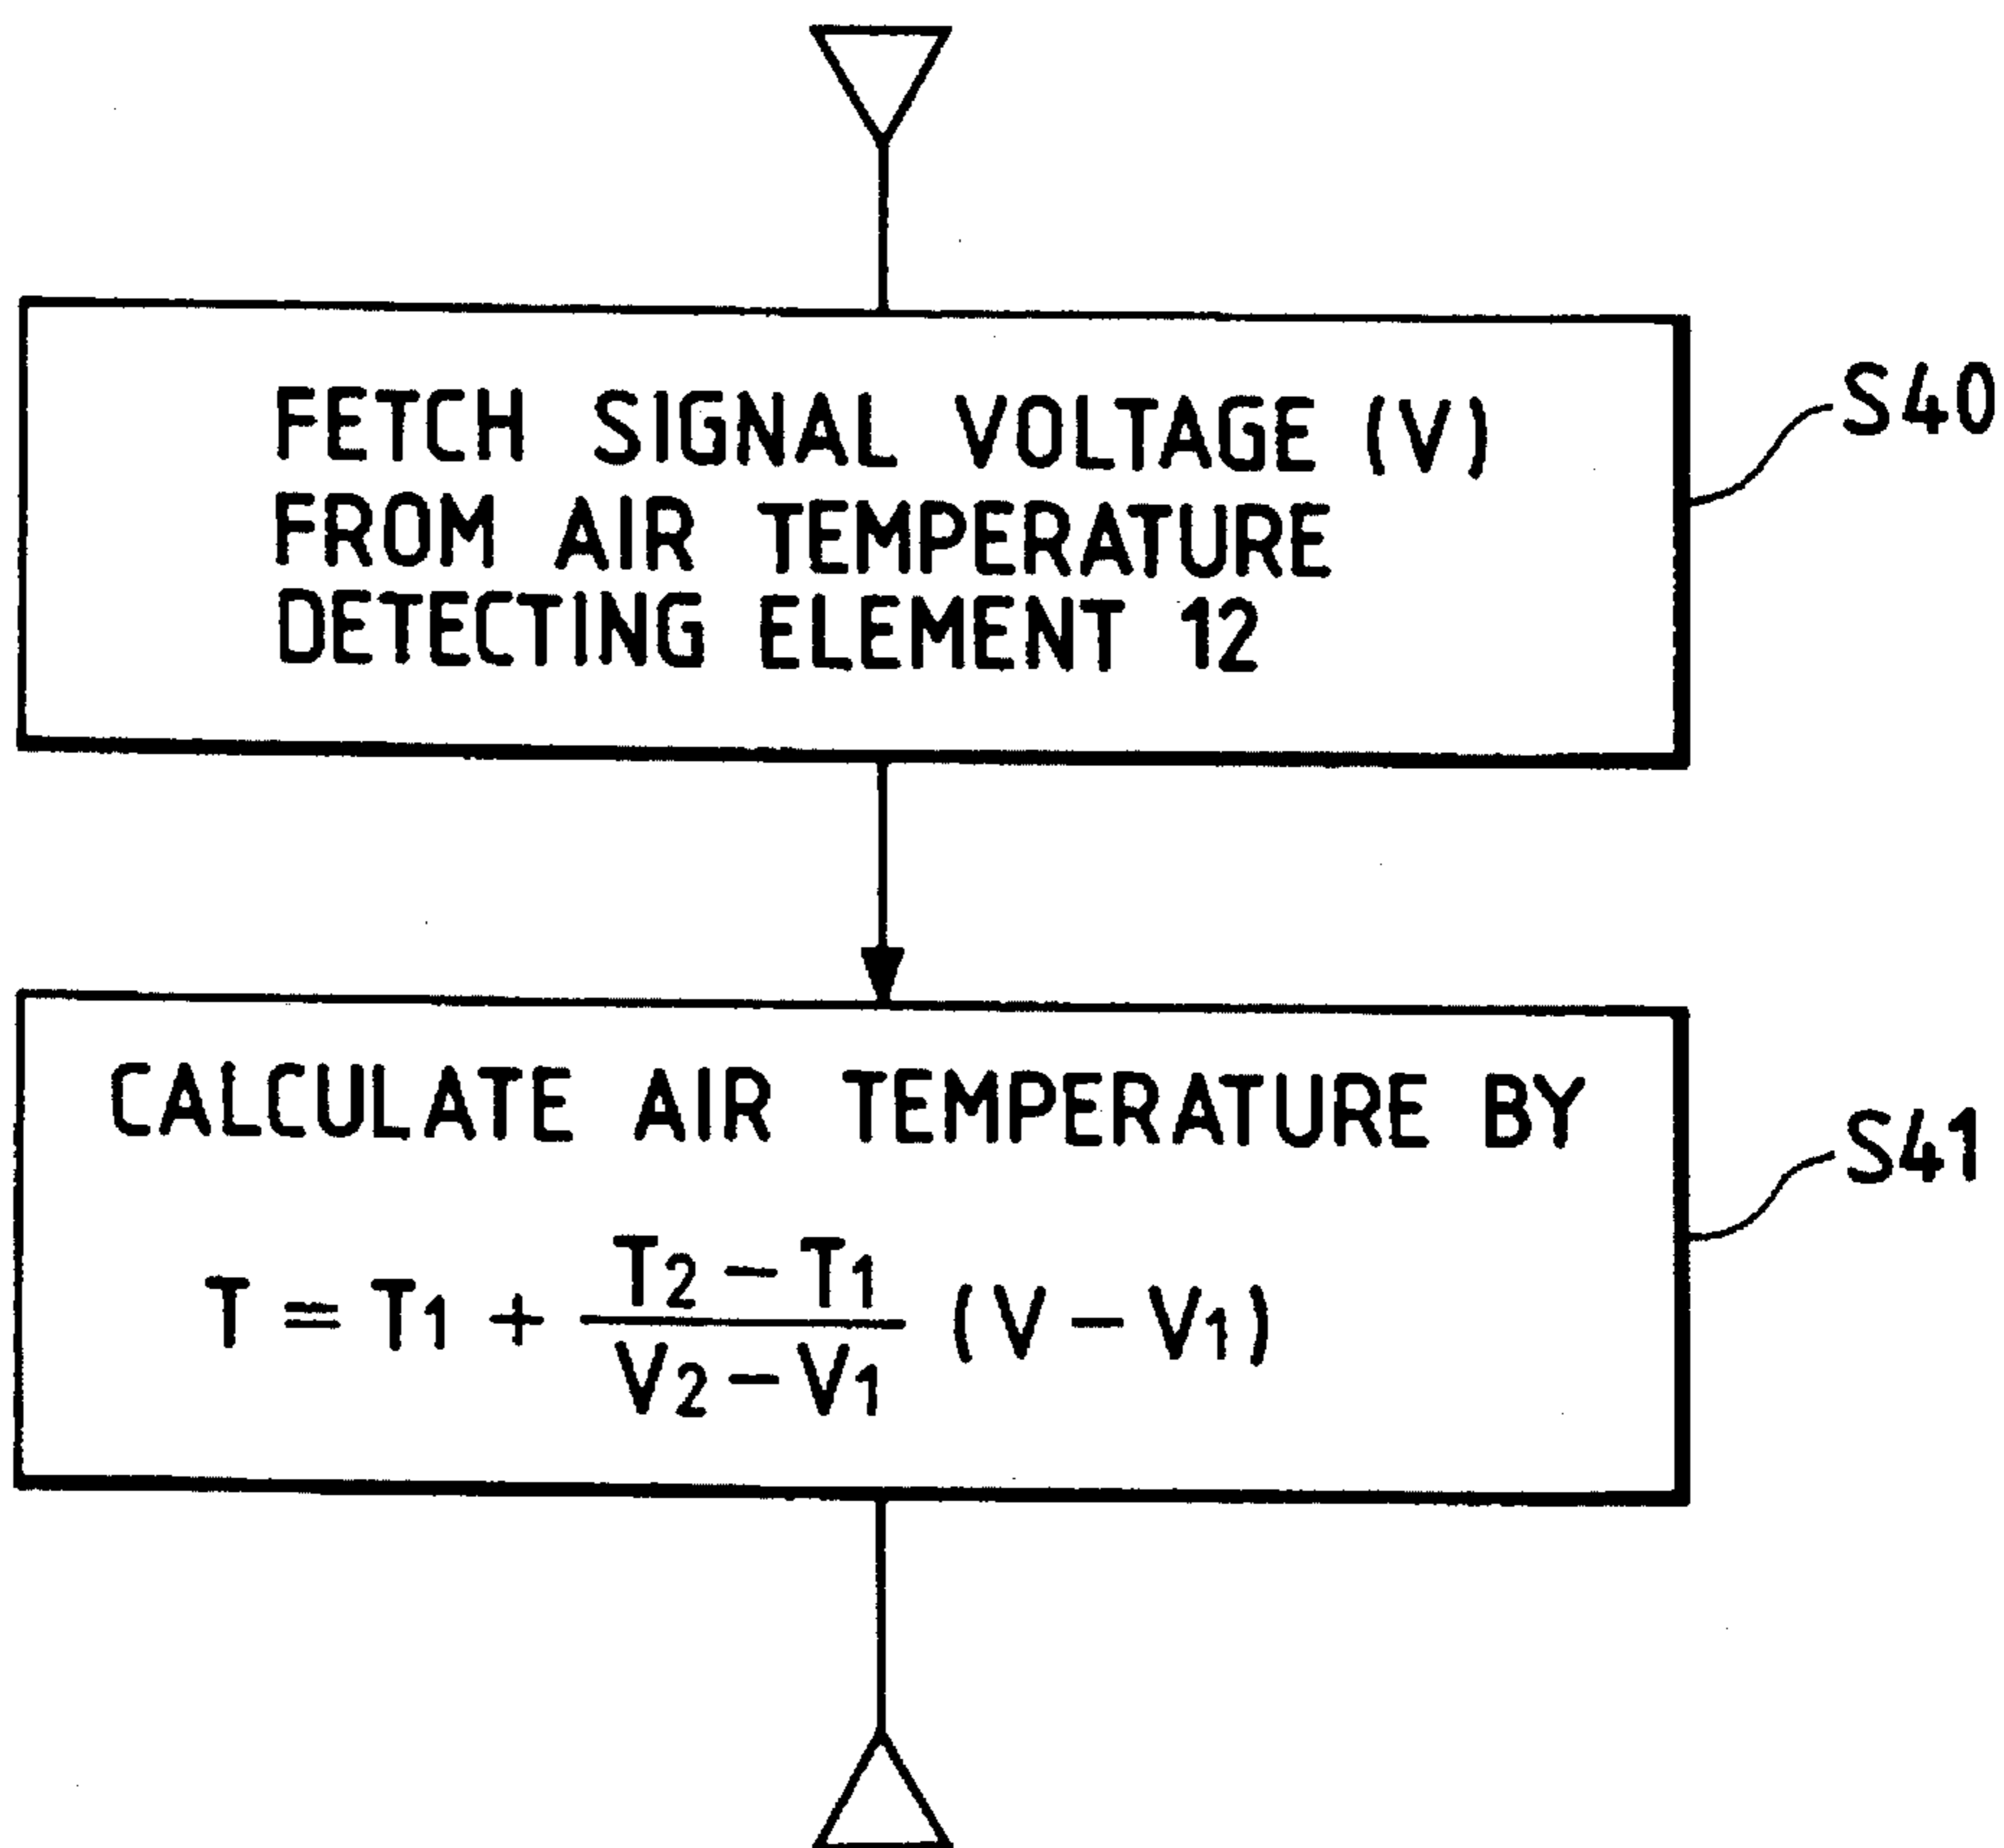 FETCH SIGNAL VOLTAGE (V)
FROM AIR TEMPERATURE
DETECTING ELEMENT 12
S40
CALCULATE AIR TEMPERATURE BY
S41
T = T1 + (T2 − T1)/(V2 − V1) (V − V1)